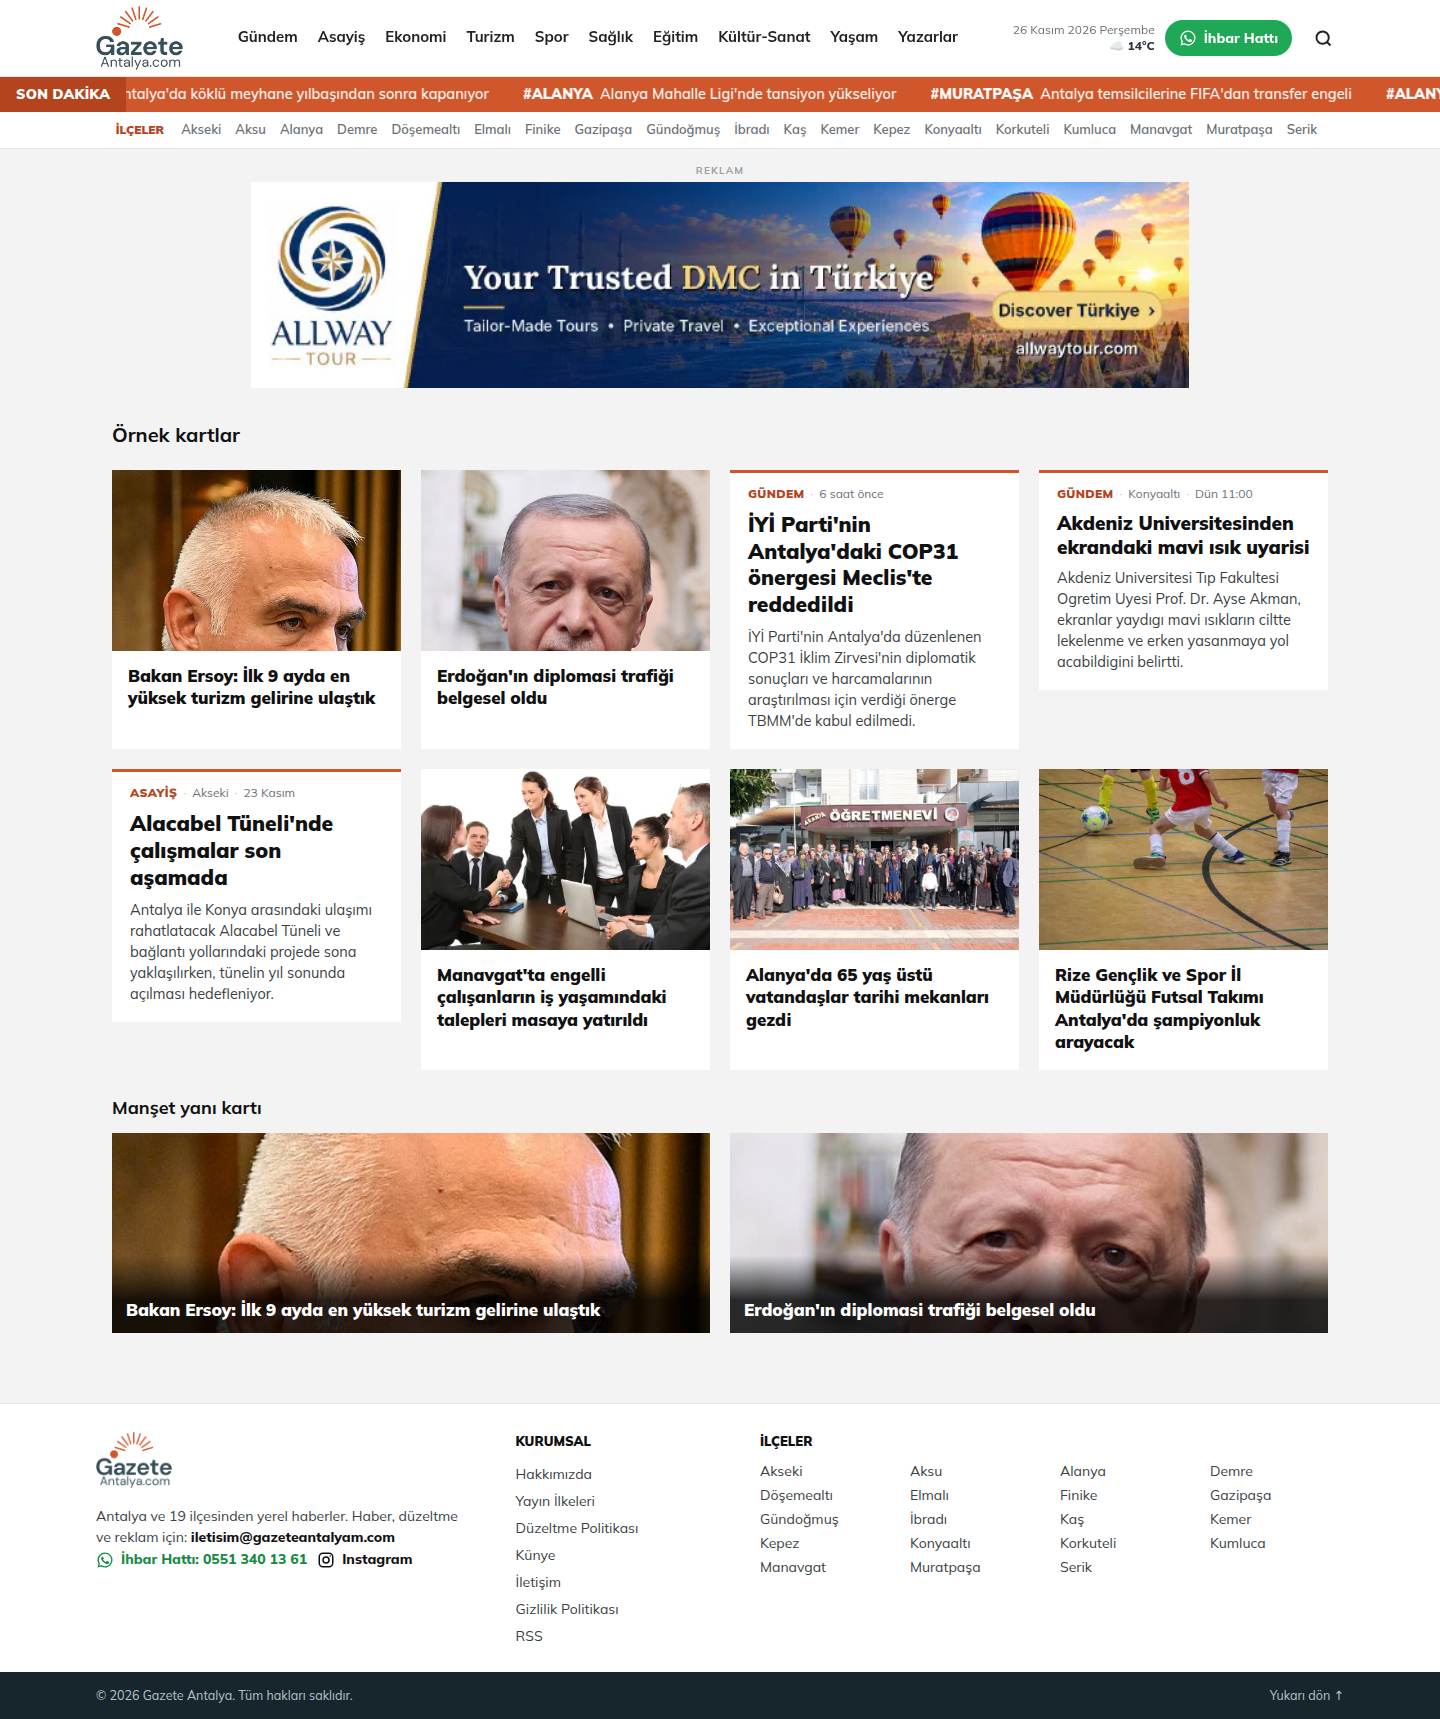 Gazete
Antalya.com
Gündem Asayiş Ekonomi Turizm Spor Sağlık Eğitim Kültür-Sanat Yaşam Yazarlar
26 Kasım 2026 Perşembe
14°C
İhbar Hattı
SON DAKİKA ntalya'da köklü meyhane yılbaşından sonra kapanıyor #ALANYA Alanya Mahalle Ligi'nde tansiyon yükseliyor #MURATPAŞA Antalya temsilcilerine FIFA'dan transfer engeli #ALANY
İLÇELER Akseki Aksu Alanya Demre Döşemealtı Elmalı Finike Gazipaşa Gündoğmuş İbradı Kaş Kemer Kepez Konyaaltı Korkuteli Kumluca Manavgat Muratpaşa Serik
REKLAM
ALLWAY
TOUR
Your Trusted DMC in Türkiye
Tailor-Made Tours • Private Travel • Exceptional Experiences
Discover Türkiye ›
allwaytour.com
Örnek kartlar
Bakan Ersoy: İlk 9 ayda en
yüksek turizm gelirine ulaştık
Erdoğan'ın diplomasi trafiği
belgesel oldu
GÜNDEM · 6 saat önce
İYİ Parti'nin
Antalya'daki COP31
önergesi Meclis'te
reddedildi
İYİ Parti'nin Antalya'da düzenlenen
COP31 İklim Zirvesi'nin diplomatik
sonuçları ve harcamalarının
araştırılması için verdiği önerge
TBMM'de kabul edilmedi.
GÜNDEM · Konyaaltı · Dün 11:00
Akdeniz Universitesinden
ekrandaki mavi ısık uyarisi
Akdeniz Universitesi Tıp Fakultesi
Ogretim Uyesi Prof. Dr. Ayse Akman,
ekranlar yaydıgı mavi ısıkların ciltte
lekelenme ve erken yasanmaya yol
acabildigini belirtti.
ASAYİŞ · Akseki · 23 Kasım
Alacabel Tüneli'nde
çalışmalar son
aşamada
Antalya ile Konya arasındaki ulaşımı
rahatlatacak Alacabel Tüneli ve
bağlantı yollarındaki projede sona
yaklaşılırken, tünelin yıl sonunda
açılması hedefleniyor.
Manavgat'ta engelli
çalışanların iş yaşamındaki
talepleri masaya yatırıldı
ALANYA ÖĞRETMENEVİ
Alanya'da 65 yaş üstü
vatandaşlar tarihi mekanları
gezdi
8
Rize Gençlik ve Spor İl
Müdürlüğü Futsal Takımı
Antalya'da şampiyonluk
arayacak
Manşet yanı kartı
Bakan Ersoy: İlk 9 ayda en yüksek turizm gelirine ulaştık
Erdoğan'ın diplomasi trafiği belgesel oldu
Gazete
Antalya.com
Antalya ve 19 ilçesinden yerel haberler. Haber, düzeltme
ve reklam için: iletisim@gazeteantalyam.com
İhbar Hattı: 0551 340 13 61 Instagram
KURUMSAL
Hakkımızda
Yayın İlkeleri
Düzeltme Politikası
Künye
İletişim
Gizlilik Politikası
RSS
İLÇELER
Akseki Aksu Alanya Demre
Döşemealtı Elmalı Finike Gazipaşa
Gündoğmuş İbradı Kaş Kemer
Kepez Konyaaltı Korkuteli Kumluca
Manavgat Muratpaşa Serik
© 2026 Gazete Antalya. Tüm hakları saklıdır.
Yukarı dön ↑